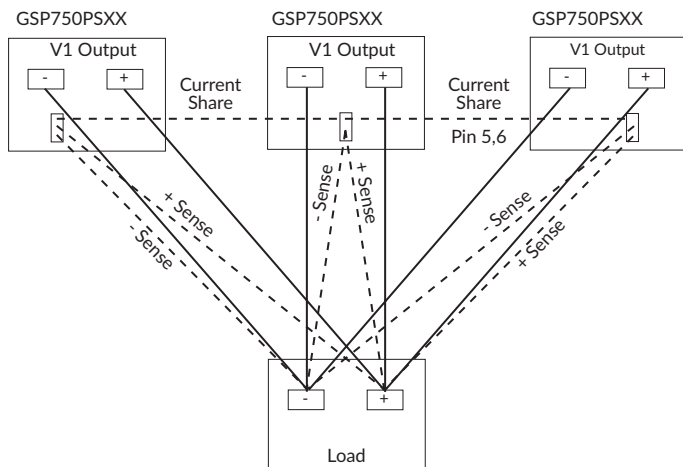 GSP750PSXX GSP750PSXX GSP750PSXX
V1 Output V1 Output V1 Output
- + - + - +
Current
Share
Current
Share
Pin 5,6
+ Sense
- Sense
- Sense
+ Sense
- Sense
+ Sense
- +
Load